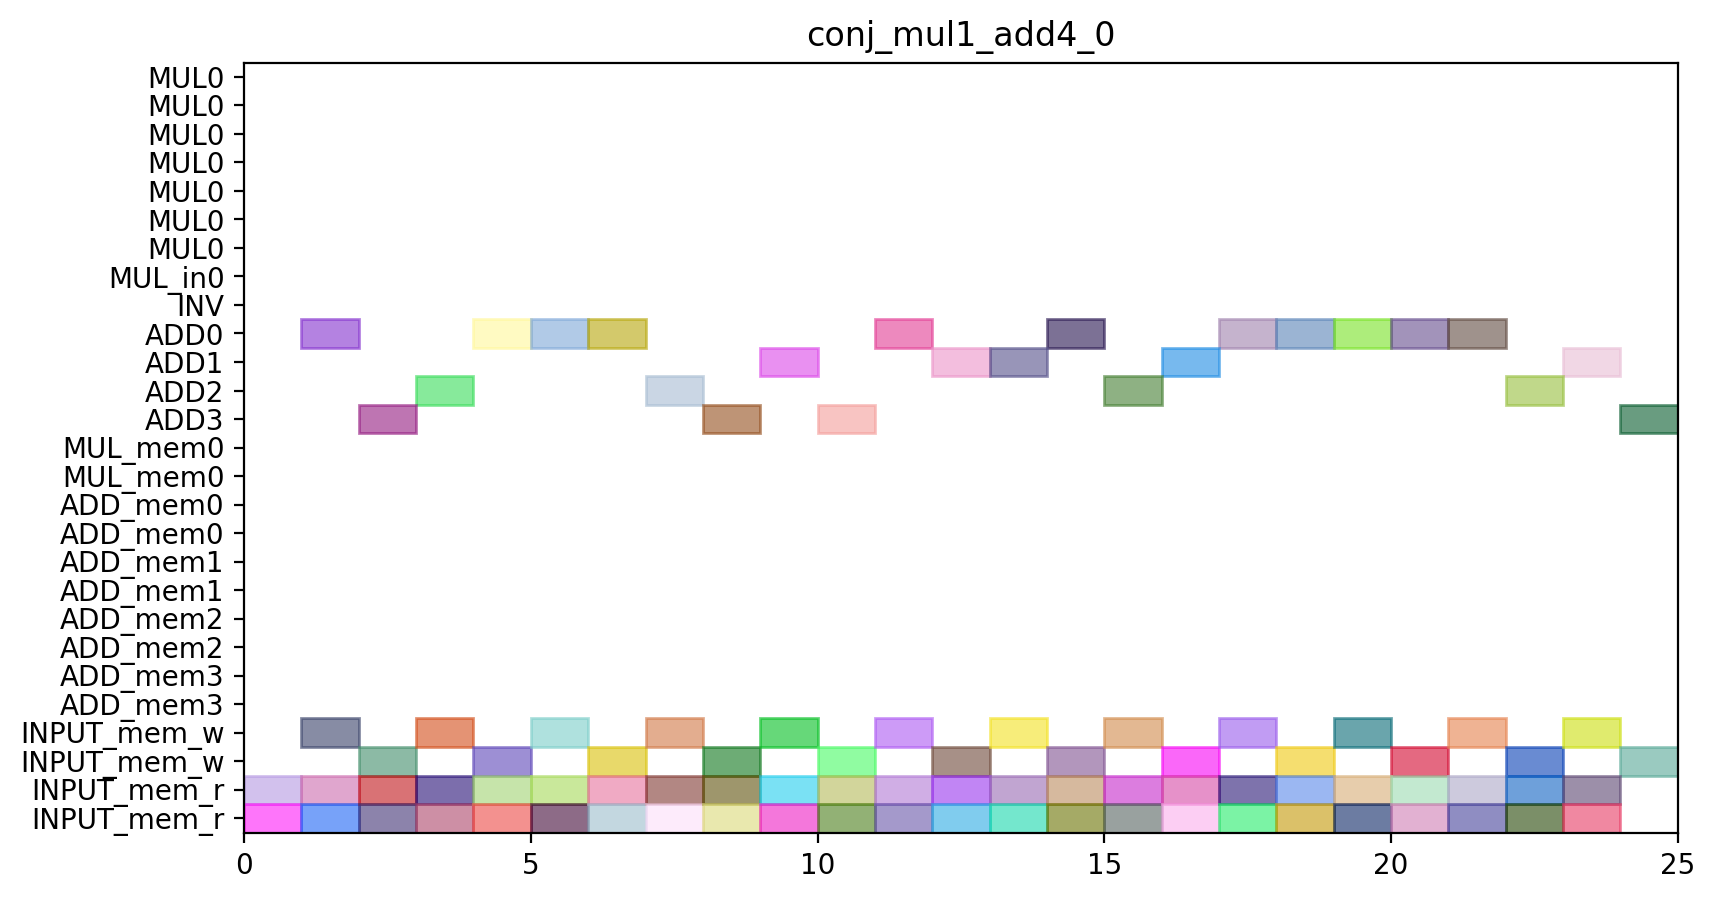 conj_mul1_add4_0
MUL0
MUL0
MUL0
MUL0
MUL0
MUL0
MUL0
MUL_in0
INV
ADD0
ADD1
ADD2
ADD3
MUL_mem0
MUL_mem0
ADD_mem0
ADD_mem0
ADD_mem1
ADD_mem1
ADD_mem2
ADD_mem2
ADD_mem3
ADD_mem3
INPUT_mem_w
INPUT_mem_w
INPUT_mem_r
INPUT_mem_r
0 5 10 15 20 25